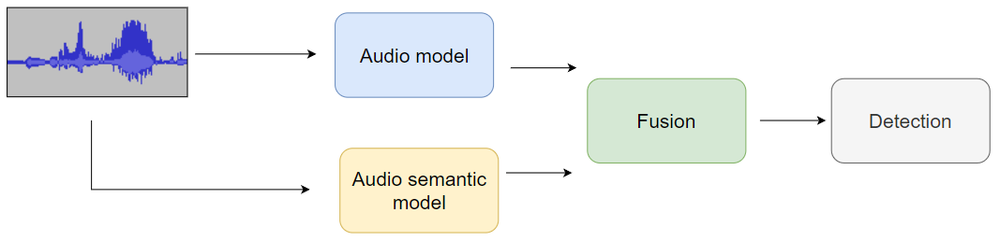 Audio model
Fusion
Detection
Audio semantic
model